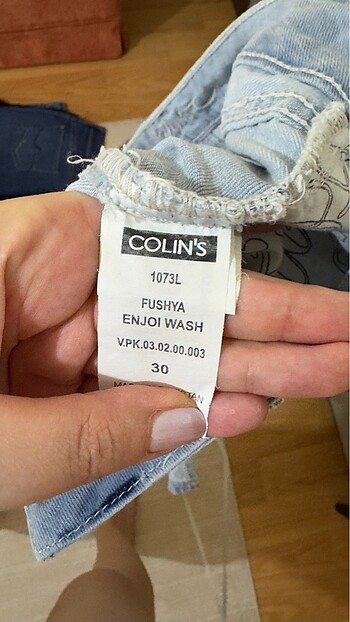 COLIN'S
1073L
FUSHYA
ENJOI WASH
V.PK.03.02.00.003
30